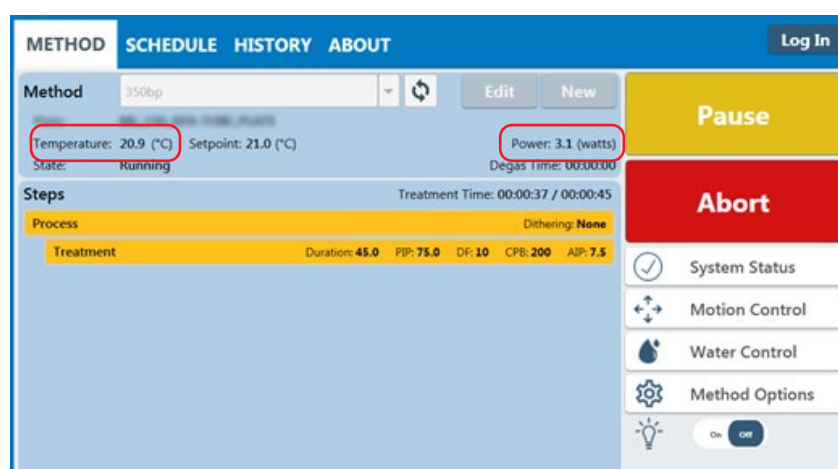 METHOD SCHEDULE HISTORY ABOUT Log In
Method 350bp Edit New
Pause
Temperature: 20.9 (°C) Setpoint: 21.0 (°C) Power: 3.1 (watts)
State: Running Degas Time: 00:00:00
Steps Treatment Time: 00:00:37 / 00:00:45
Abort
Process Dithering: None
Treatment Duration: 45.0 PIP: 75.0 DF: 10 CPB: 200 AIP: 7.5
System Status
Motion Control
Water Control
Method Options
On Off